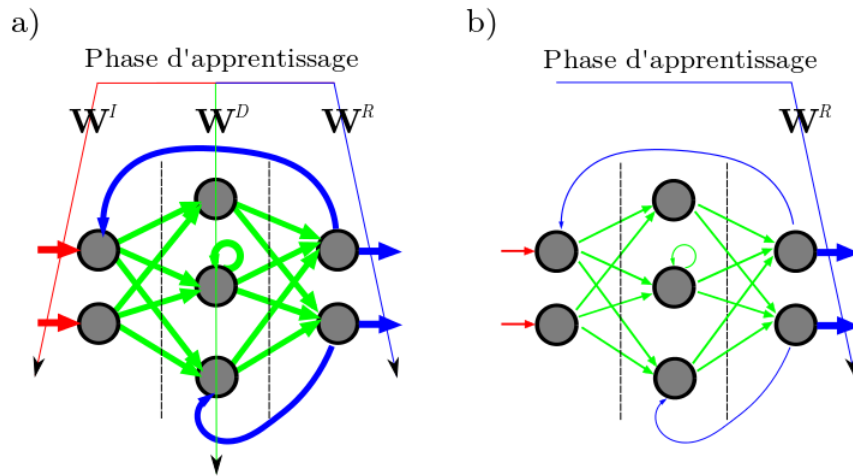 a)
Phase d'apprentissage
W^I W^D W^R
b)
Phase d'apprentissage
W^R